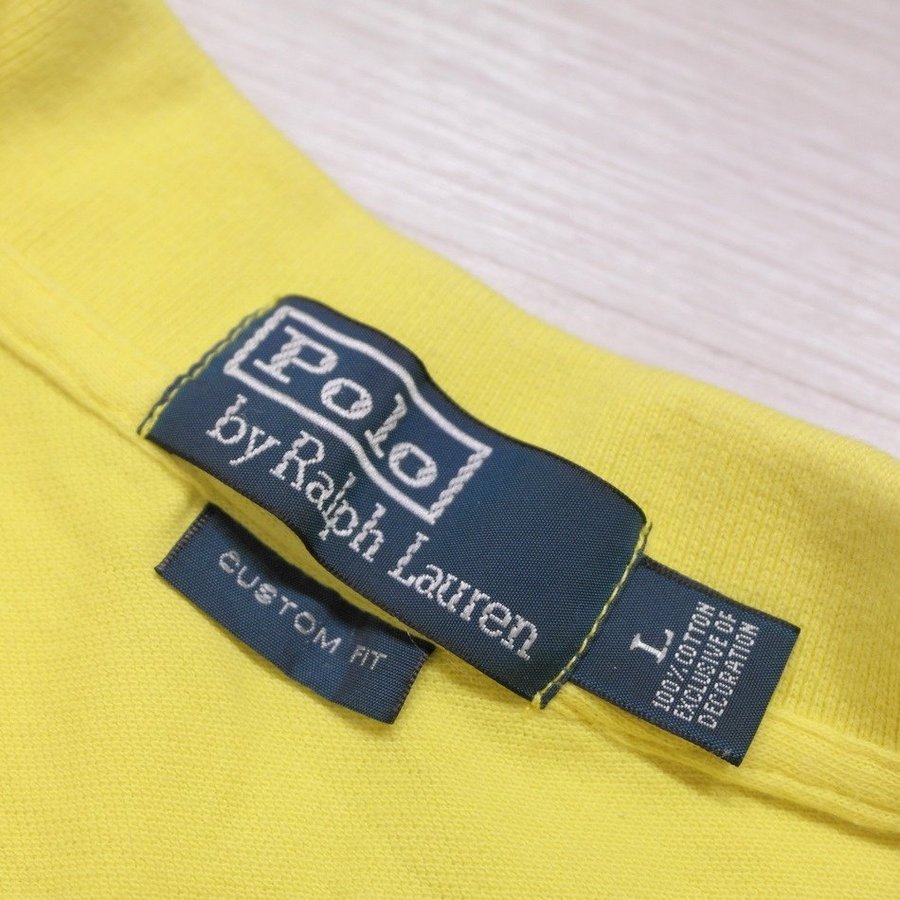 Polo
by Ralph Lauren
CUSTOM FIT
L
100% COTTON
EXCLUSIVE OF
DECORATION